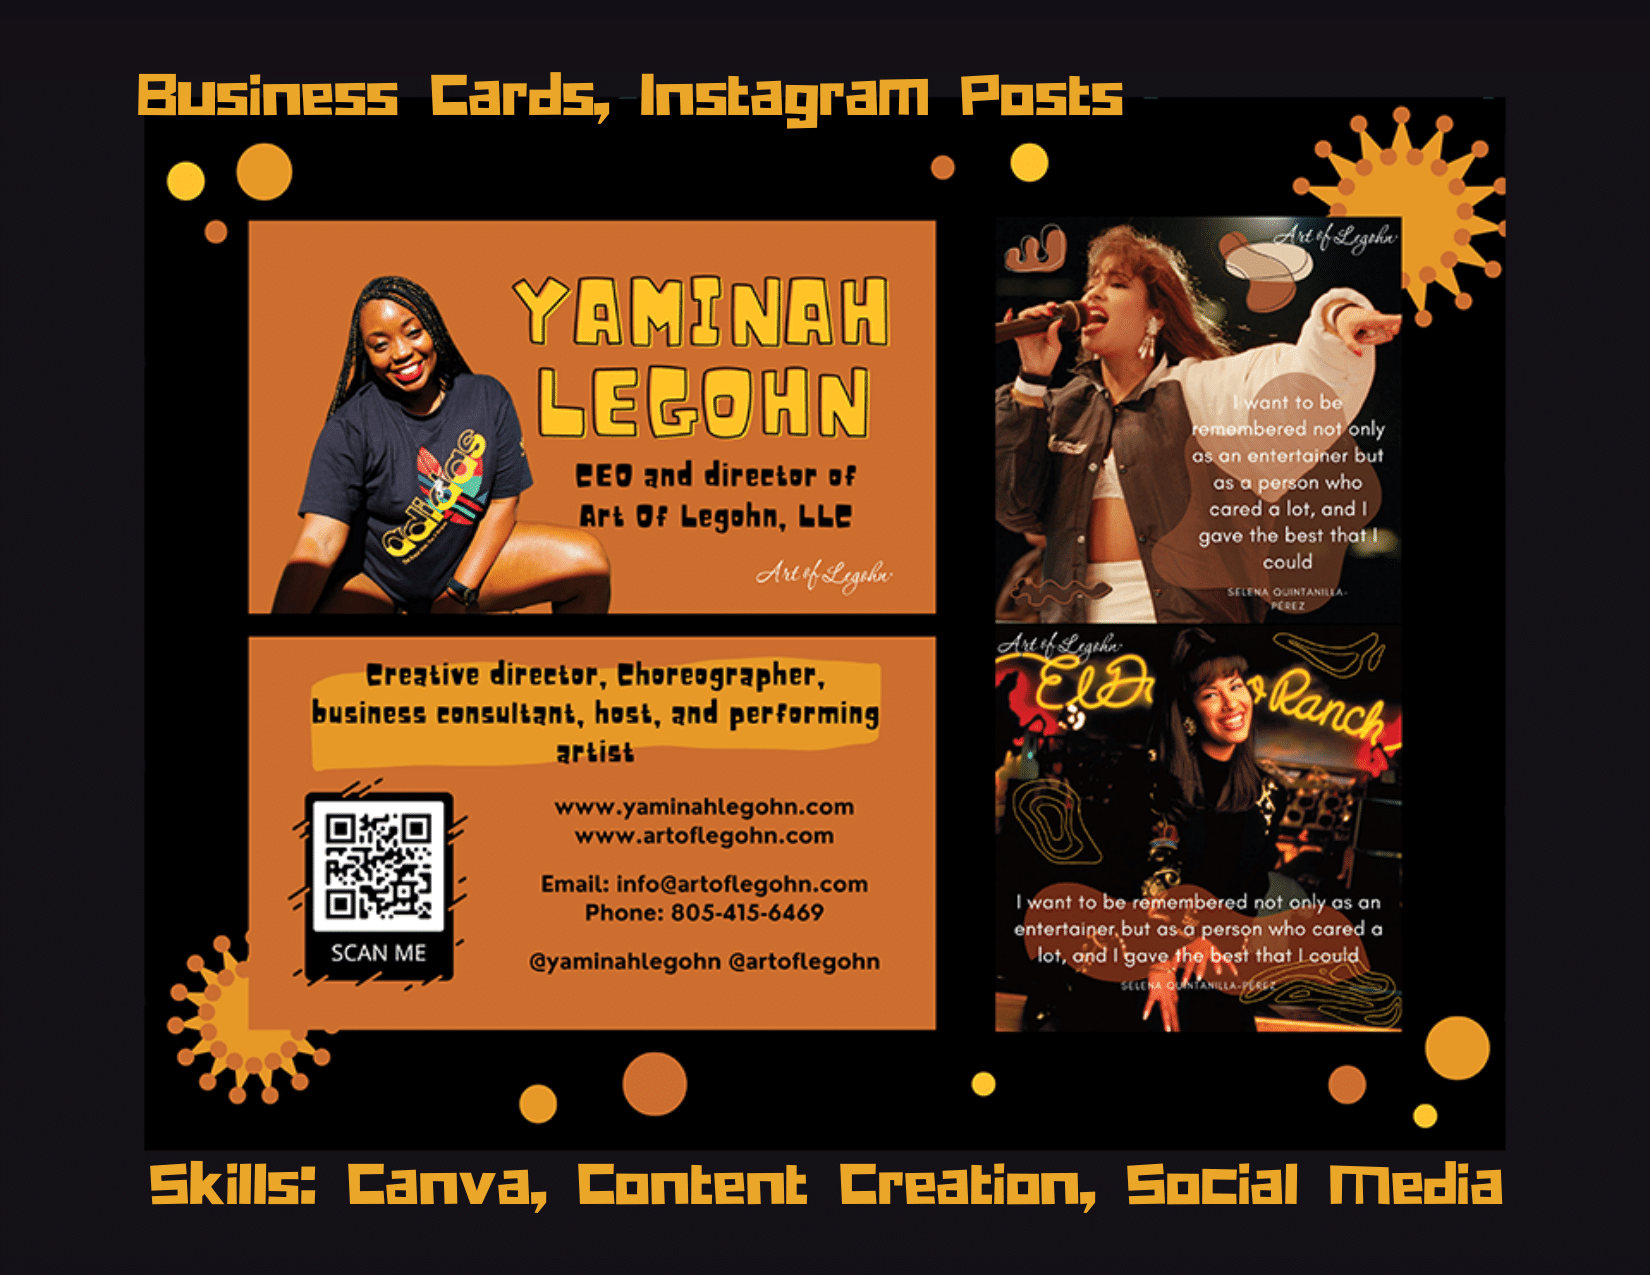 Business Cards, Instagram Posts
YAMINAH
LEGOHN
CEO and director of
Art Of Legohn, LLC
Art of Legohn
adidas
Creative director, Choreographer,
business consultant, host, and performing
artist
SCAN ME
www.yaminahlegohn.com
www.artoflegohn.com
Email: info@artoflegohn.com
Phone: 805-415-6469
@yaminahlegohn @artoflegohn
Art of Legohn
I want to be
remembered not only
as an entertainer but
as a person who
cared a lot, and I
gave the best that I
could
SELENA QUINTANILLA-
PÉREZ
Art of Legohn
El D o Ranch
I want to be remembered not only as an
entertainer, but as a person who cared a
lot, and I gave the best that I could
SELENA QUINTANILLA-PÉREZ
Skills: Canva, Content Creation, Social Media